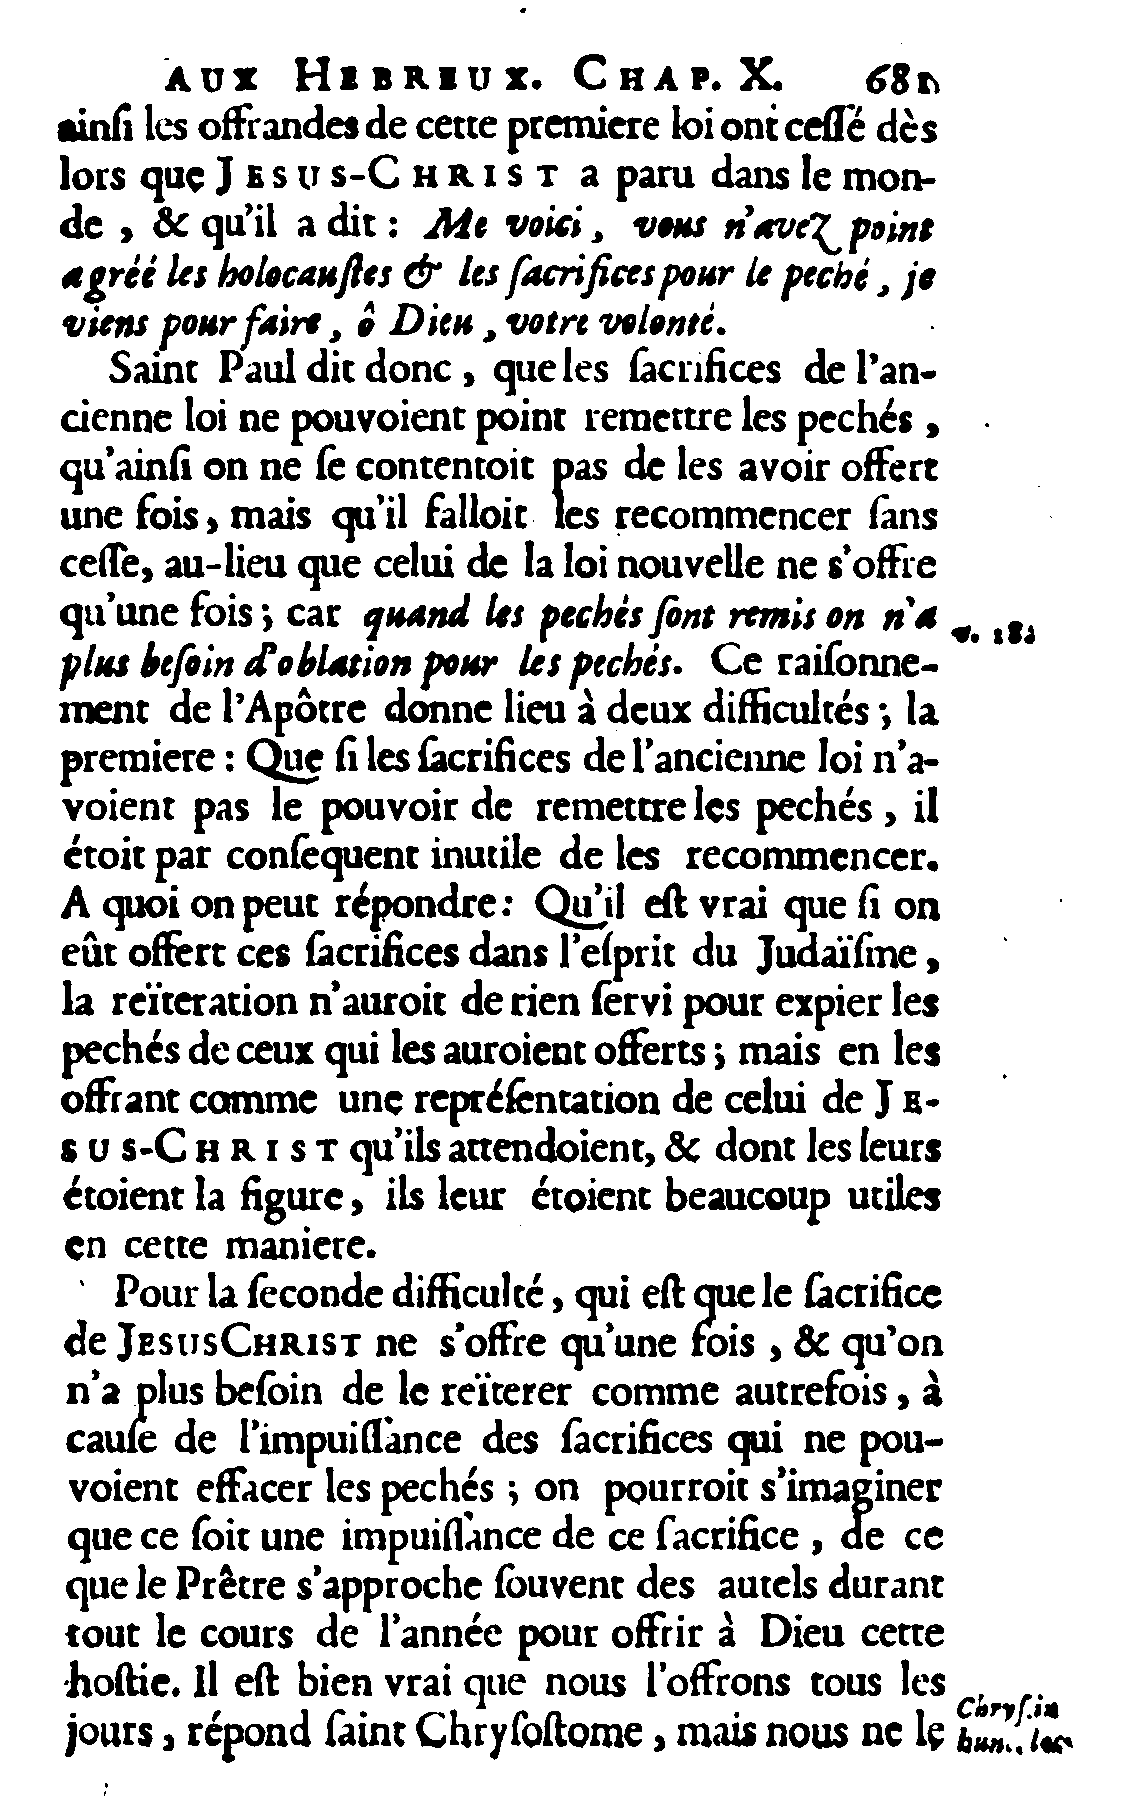 AUX HEBREUX. CHAP. X. 681
ainſi les offrandes de cette premiere loi ont ceſſé dès
lors que JESUS-CHRIST a paru dans le mon-
de, & qu'il a dit : Me voici, vous n'avez point
agréé les holocauſtes & les ſacrifices pour le peché, je
viens pour faire, ô Dieu, votre volonté.
Saint Paul dit donc, que les ſacrifices de l'an-
cienne loi ne pouvoient point remettre les pechés,
qu'ainſi on ne ſe contentoit pas de les avoir offert
une fois, mais qu'il falloit les recommencer ſans
ceſſe, au-lieu que celui de la loi nouvelle ne s'offre
qu'une fois; car quand les pechés ſont remis on n'a
v. 18.
plus beſoin d'oblation pour les pechés. Ce raiſonne-
ment de l'Apôtre donne lieu à deux difficultés; la
premiere : Que ſi les ſacrifices de l'ancienne loi n'a-
voient pas le pouvoir de remettre les pechés, il
étoit par conſequent inutile de les recommencer.
A quoi on peut répondre: Qu'il eſt vrai que ſi on
eût offert ces ſacrifices dans l'eſprit du Judaïſme,
la reïteration n'auroit de rien ſervi pour expier les
pechés de ceux qui les auroient offerts; mais en les
offrant comme une repréſentation de celui de JE-
SUS-CHRIST qu'ils attendoient, & dont les leurs
étoient la figure, ils leur étoient beaucoup utiles
en cette maniere.
Pour la ſeconde difficulté, qui eſt que le ſacrifice
de JESUS CHRIST ne s'offre qu'une fois, & qu'on
n'a plus beſoin de le reïterer comme autrefois, à
cauſe de l'impuiſſance des ſacrifices qui ne pou-
voient effacer les pechés; on pourroit s'imaginer
que ce ſoit une impuiſſance de ce ſacrifice, de ce
que le Prêtre s'approche ſouvent des autels durant
tout le cours de l'année pour offrir à Dieu cette
hoſtie. Il eſt bien vrai que nous l'offrons tous les
jours, répond ſaint Chryſoſtome, mais nous ne le
Chryſ. in
hunc loc.